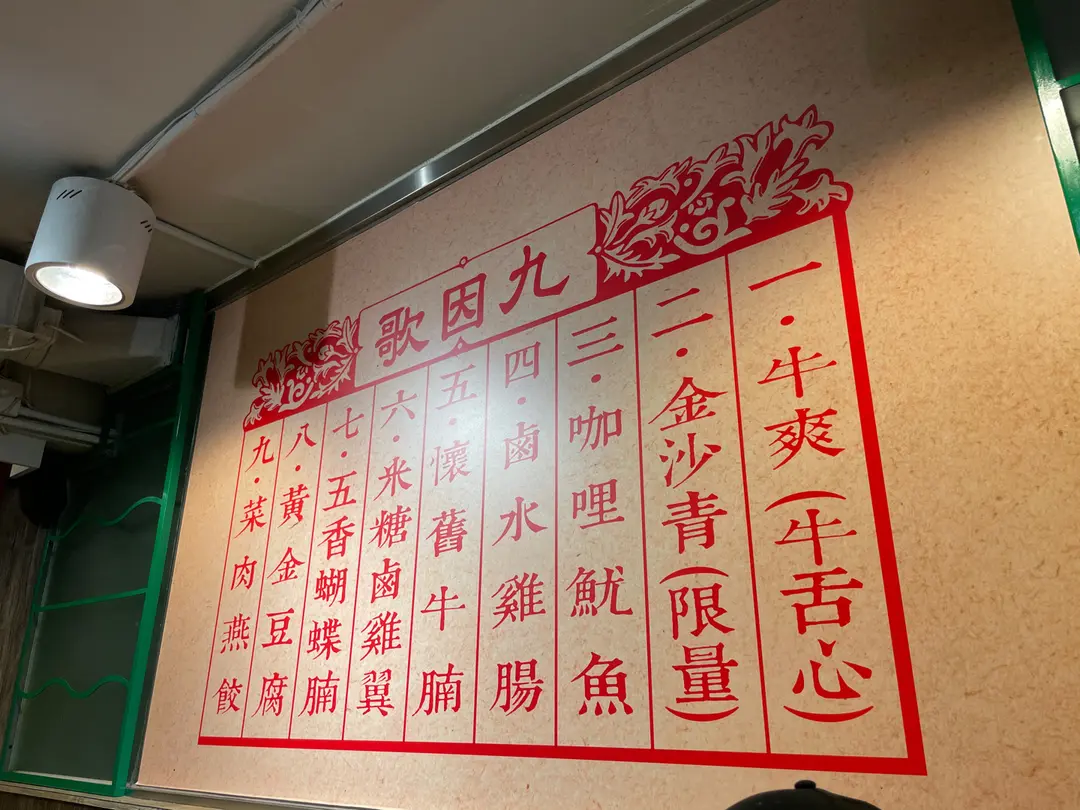 九因歌
一・牛爽(牛舌心)
二・金沙青(限量)
三・咖哩魷魚
四・鹵水雞腸
五・懷舊牛腩
六・米糖鹵雞翼
七・五香蝴蝶腩
八・黃金豆腐
九・菜肉燕餃